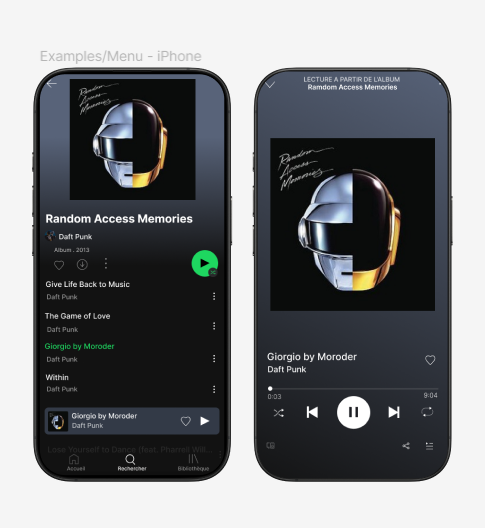 Examples/Menu - iPhone
Random
Access
Memories
Random Access Memories
Daft Punk
Album . 2013
Give Life Back to Music
Daft Punk
The Game of Love
Daft Punk
Giorgio by Moroder
Daft Punk
Within
Daft Punk
Giorgio by Moroder
Daft Punk
Lose Yourself to Dance (feat. Pharrell Will...
Accueil
Rechercher
Bibliothèque
LECTURE A PARTIR DE L'ALBUM
Random Access Memories
Random
Access
Memories
Giorgio by Moroder
Daft Punk
0:03
9:04